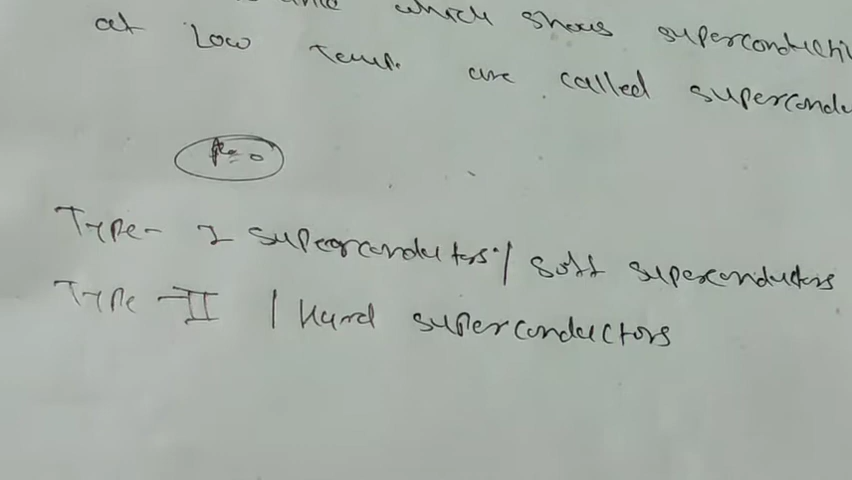 which shows superconducti
at Low Temp. are called supercondu
R=0
Type- I superconductors / Soft superconductors
Type -II / Hard superconductors